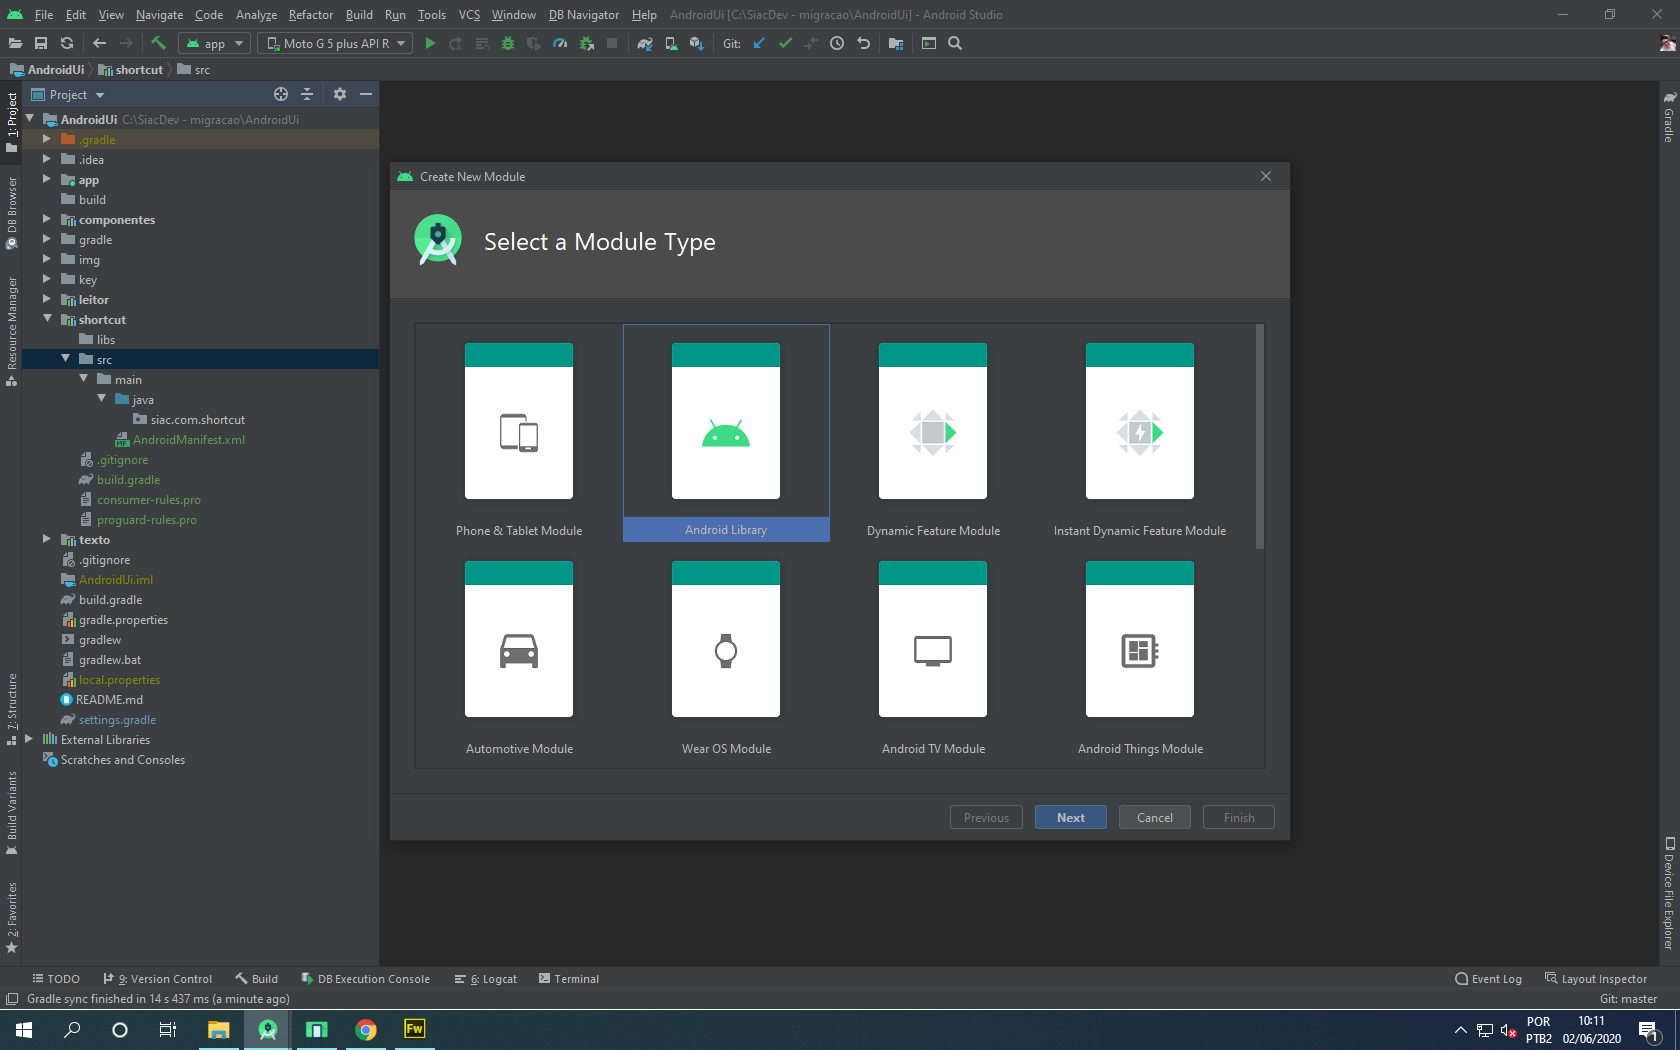 File Edit View Navigate Code Analyze Refactor Build Run Tools VCS Window DB Navigator Help AndroidUi [C:\SiacDev - migracao\AndroidUi] - Android Studio
app Moto G 5 plus API R Git:
AndroidUi shortcut src
Project
1: Project
DB Browser
Resource Manager
7: Structure
Build Variants
2: Favorites
AndroidUi C:\SiacDev - migracao\AndroidUi
.gradle
.idea
app
build
componentes
gradle
img
key
leitor
shortcut
libs
src
main
java
siac.com.shortcut
AndroidManifest.xml
.gitignore
build.gradle
consumer-rules.pro
proguard-rules.pro
texto
.gitignore
AndroidUi.iml
build.gradle
gradle.properties
gradlew
gradlew.bat
local.properties
README.md
settings.gradle
External Libraries
Scratches and Consoles
Create New Module
Select a Module Type
Phone & Tablet Module Android Library Dynamic Feature Module Instant Dynamic Feature Module
Automotive Module Wear OS Module Android TV Module Android Things Module
Previous Next Cancel Finish
Gradle
Device File Explorer
TODO 9: Version Control Build DB Execution Console 6: Logcat Terminal Event Log Layout Inspector
Gradle sync finished in 14 s 437 ms (a minute ago) Git: master
Fw
POR 10:11
PTB2 02/06/2020 1